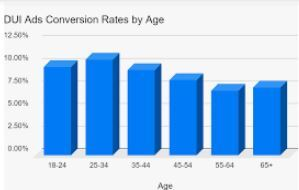 DUI Ads Conversion Rates by Age
12.50%
10.00%
7.50%
5.00%
2.50%
0.00%
18-24 25-34 35-44 45-54 55-64 65+
Age